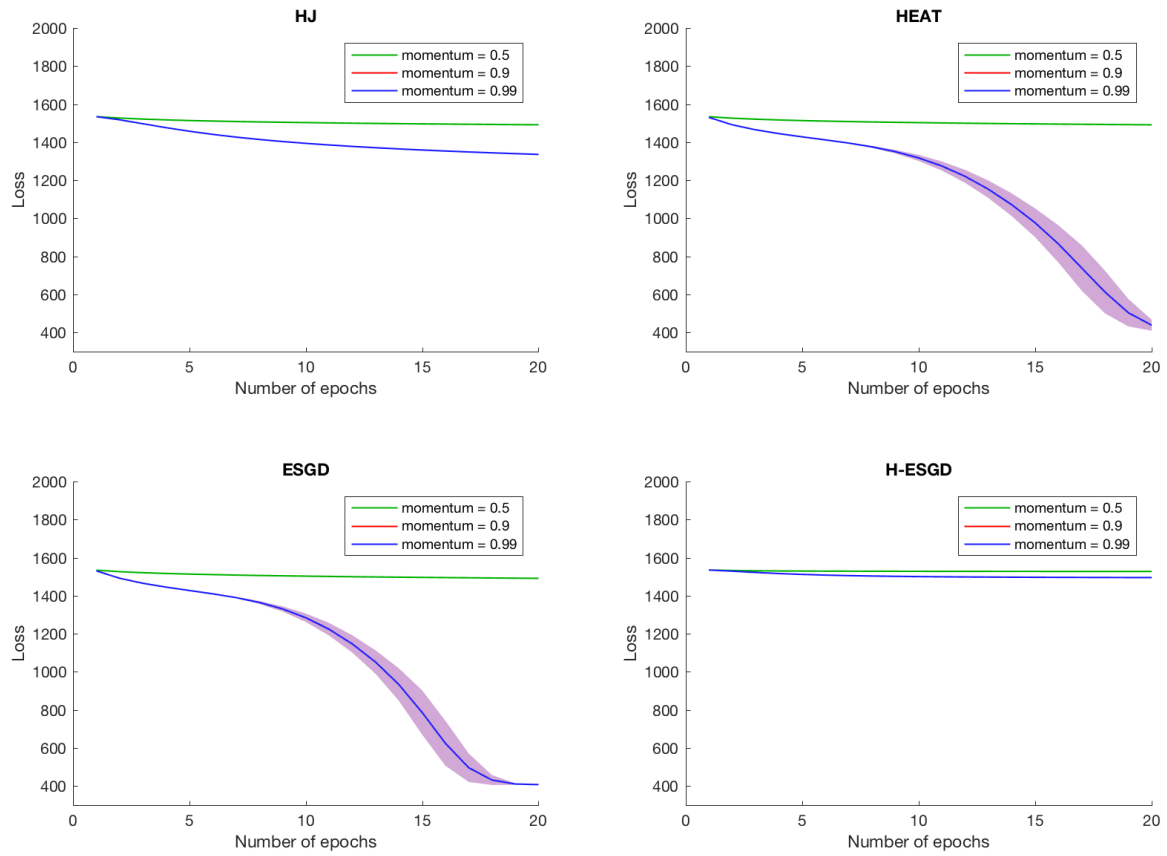 HJ
2000
1800
1600
1400
1200
1000
800
600
400
Loss
momentum = 0.5
momentum = 0.9
momentum = 0.99
0 5 10 15 20
Number of epochs
HEAT
2000
1800
1600
1400
1200
1000
800
600
400
Loss
momentum = 0.5
momentum = 0.9
momentum = 0.99
0 5 10 15 20
Number of epochs
ESGD
2000
1800
1600
1400
1200
1000
800
600
400
Loss
momentum = 0.5
momentum = 0.9
momentum = 0.99
0 5 10 15 20
Number of epochs
H-ESGD
2000
1800
1600
1400
1200
1000
800
600
400
Loss
momentum = 0.5
momentum = 0.9
momentum = 0.99
0 5 10 15 20
Number of epochs